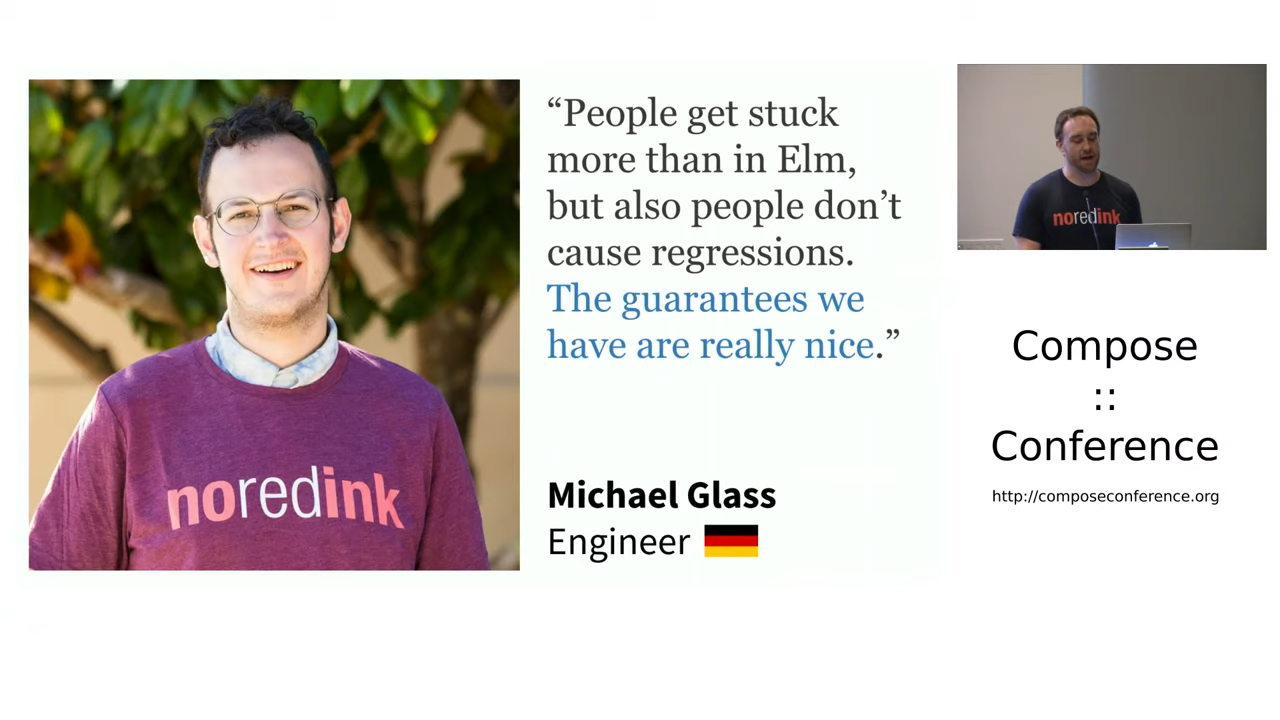 “People get stuck
more than in Elm,
but also people don’t
cause regressions.
The guarantees we
have are really nice.”
Michael Glass
Engineer
noredink
noredink
Compose
::
Conference
http://composeconference.org